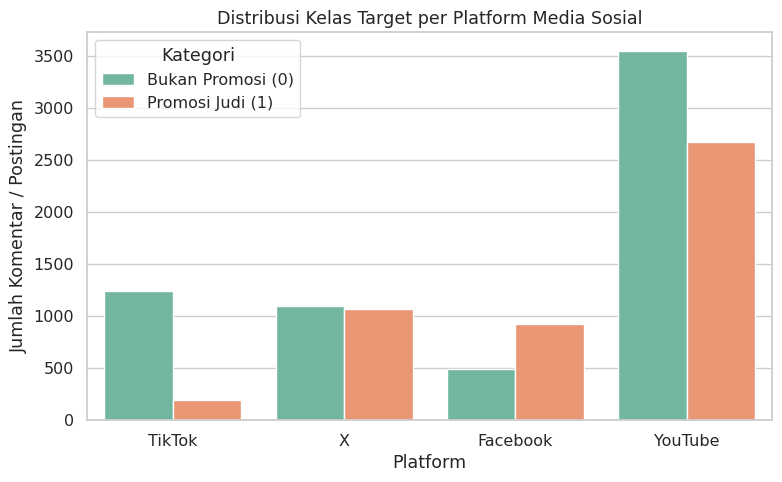 Distribusi Kelas Target per Platform Media Sosial
Kategori
Bukan Promosi (0)
Promosi Judi (1)
Jumlah Komentar / Postingan
3500
3000
2500
2000
1500
1000
500
0
TikTok
X
Facebook
YouTube
Platform